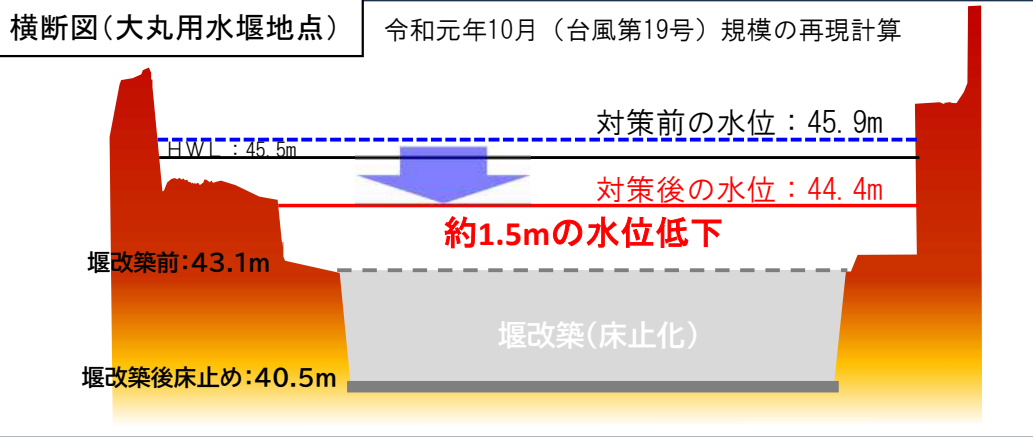 横断図(大丸用水堰地点)
令和元年10月（台風第19号）規模の再現計算
対策前の水位：45.9m
ＨＷＬ：45.5m
対策後の水位：44.4m
約1.5mの水位低下
堰改築前:43.1m
堰改築(床止化)
堰改築後床止め:40.5m